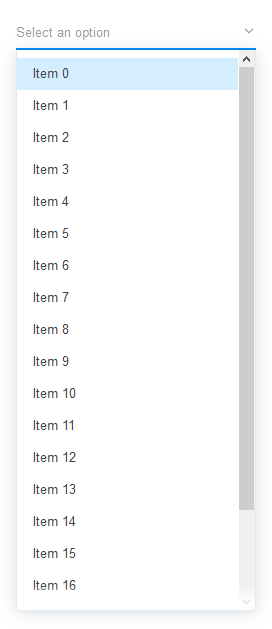 Select an option
Item 0
Item 1
Item 2
Item 3
Item 4
Item 5
Item 6
Item 7
Item 8
Item 9
Item 10
Item 11
Item 12
Item 13
Item 14
Item 15
Item 16